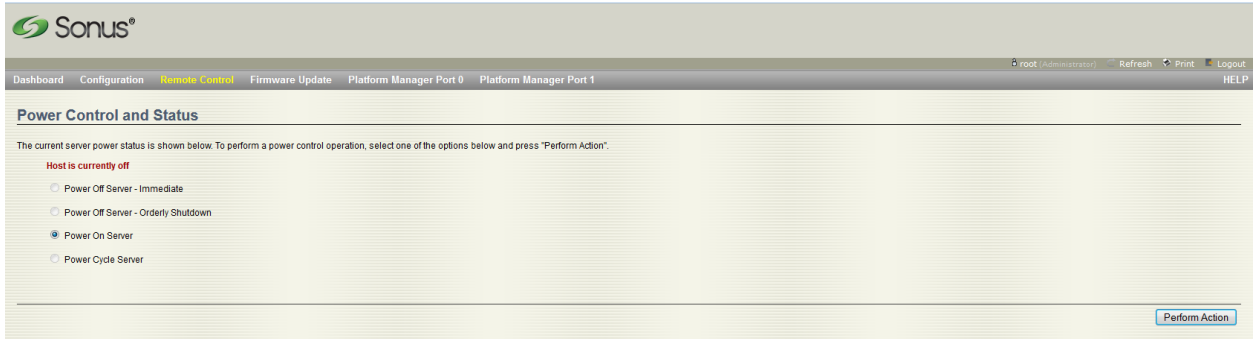 Sonus®
root (Administrator) Refresh Print Logout
Dashboard Configuration Remote Control Firmware Update Platform Manager Port 0 Platform Manager Port 1 HELP
Power Control and Status
The current server power status is shown below. To perform a power control operation, select one of the options below and press "Perform Action".
Host is currently off
Power Off Server - Immediate
Power Off Server - Orderly Shutdown
Power On Server
Power Cycle Server
Perform Action